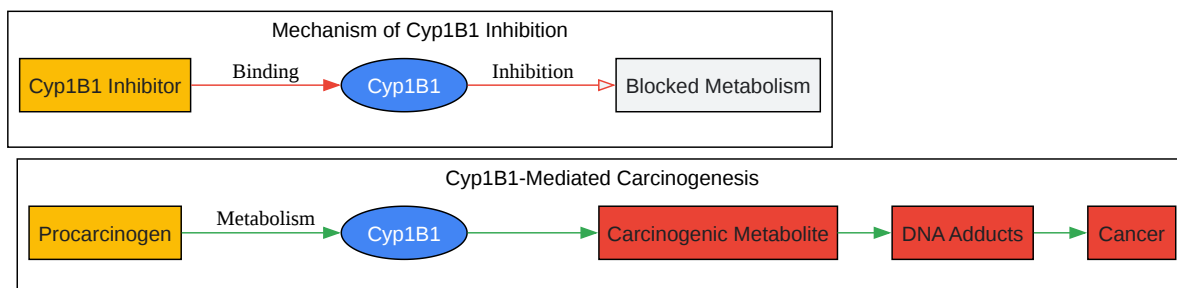 Mechanism of Cyp1B1 Inhibition
Cyp1B1 Inhibitor
Binding
Cyp1B1
Inhibition
Blocked Metabolism
Cyp1B1-Mediated Carcinogenesis
Procarcinogen
Metabolism
Cyp1B1
Carcinogenic Metabolite
DNA Adducts
Cancer